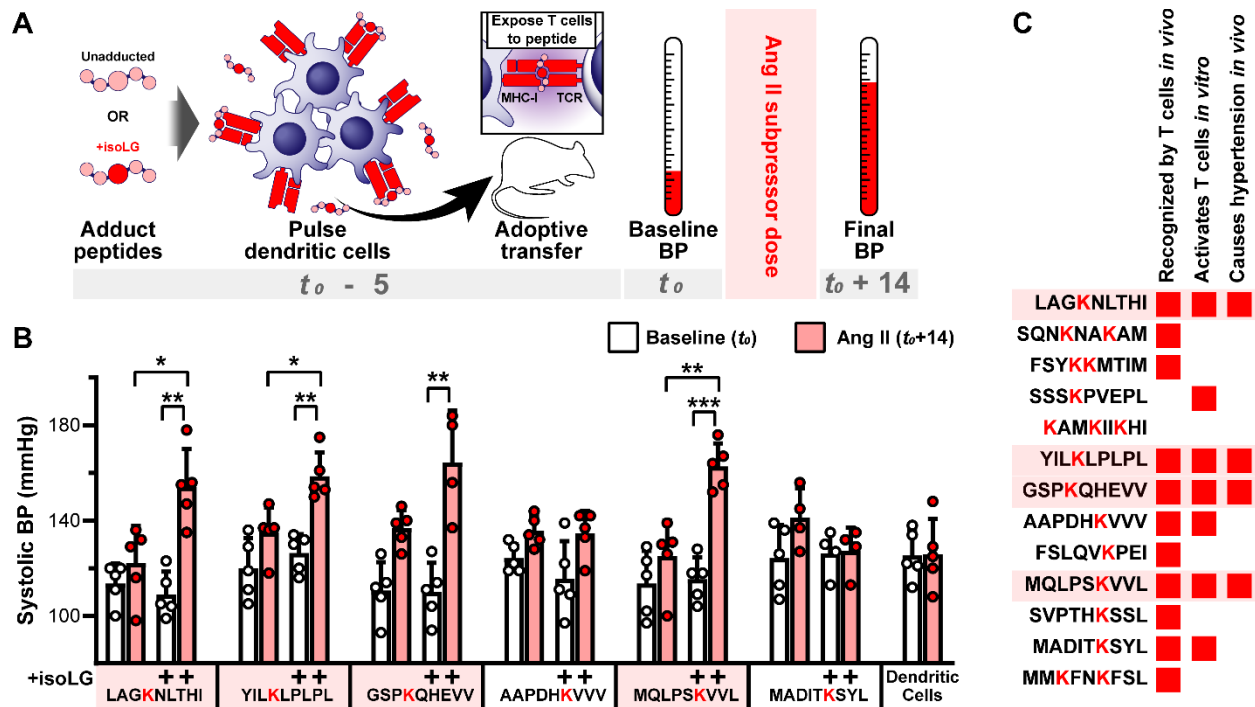 A
Unadducted
OR
+isoLG
Adduct
peptides
Pulse
dendritic cells
Expose T cells
to peptide
MHC-I TCR
Adoptive
transfer
Baseline
BP
Ang II subpressor dose
Final
BP
t₀ - 5
t₀
t₀ + 14
B
Baseline (t₀)
Ang II (t₀+14)
Systolic BP (mmHg)
180
140
100
* ** * ** ** ** ***
+isoLG
+ + + + + + + + + + + +
LAGKNLTHI YILKLPLPL GSPKQHEVV AAPDHKVVV MQLPSKVVL MADITKSYL Dendritic
Cells
C
Recognized by T cells in vivo
Activates T cells in vitro
Causes hypertension in vivo
LAGKNLTHI
SQNKNAKAM
FSYKKMTIM
SSSKPVEPL
KAMKIIKHI
YILKLPLPL
GSPKQHEVV
AAPDHKVVV
FSLQVKPEI
MQLPSKVVL
SVPTHKSSL
MADITKSYL
MMKFNKFSL